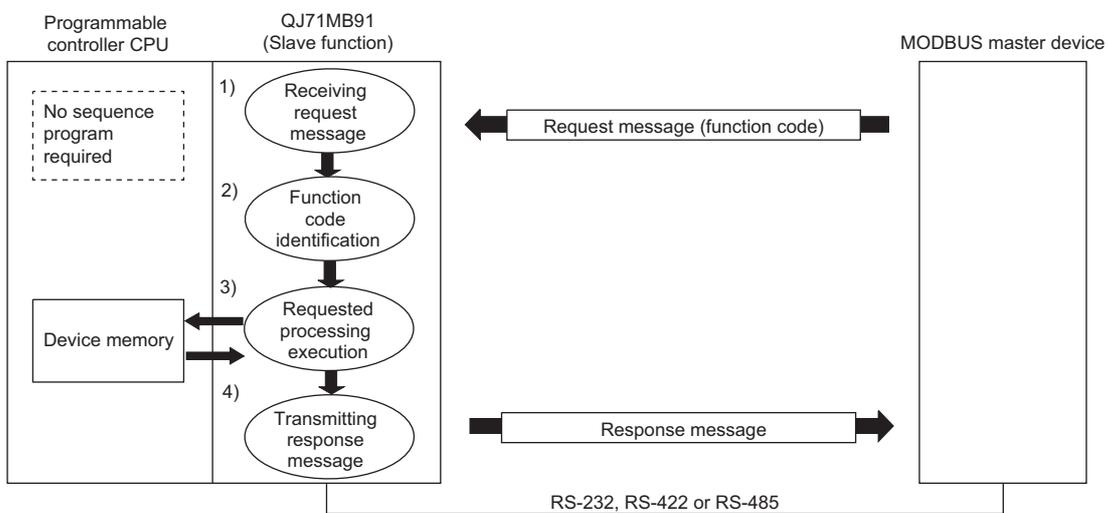 Programmable
controller CPU
QJ71MB91
(Slave function)
MODBUS master device
No sequence
program
required
1)
Receiving
request
message
Request message (function code)
2)
Function
code
identification
3)
Requested
processing
execution
Device memory
4)
Transmitting
response
message
Response message
RS-232, RS-422 or RS-485